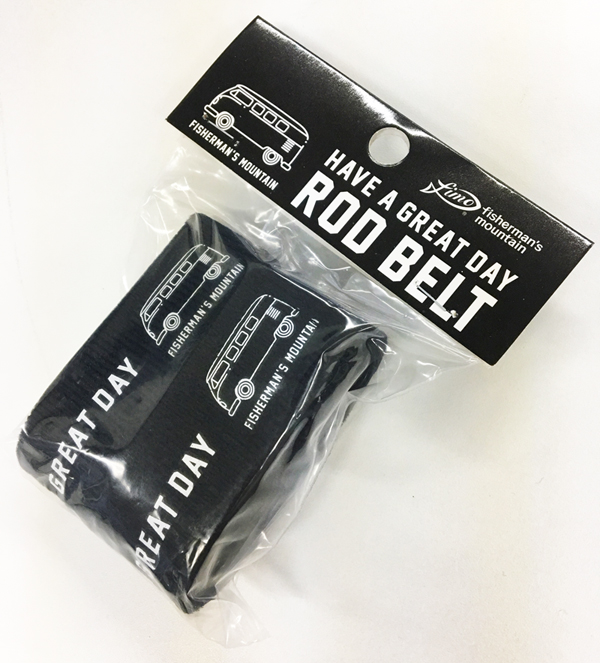 FISHERMAN'S MOUNTAIN
HAVE A GREAT DAY
ROD BELT
fimo®
fisherman's
mountain
FISHERMAN'S MOUNTAIN
FISHERMAN'S MOUNTAIN
GREAT DAY
GREAT DAY